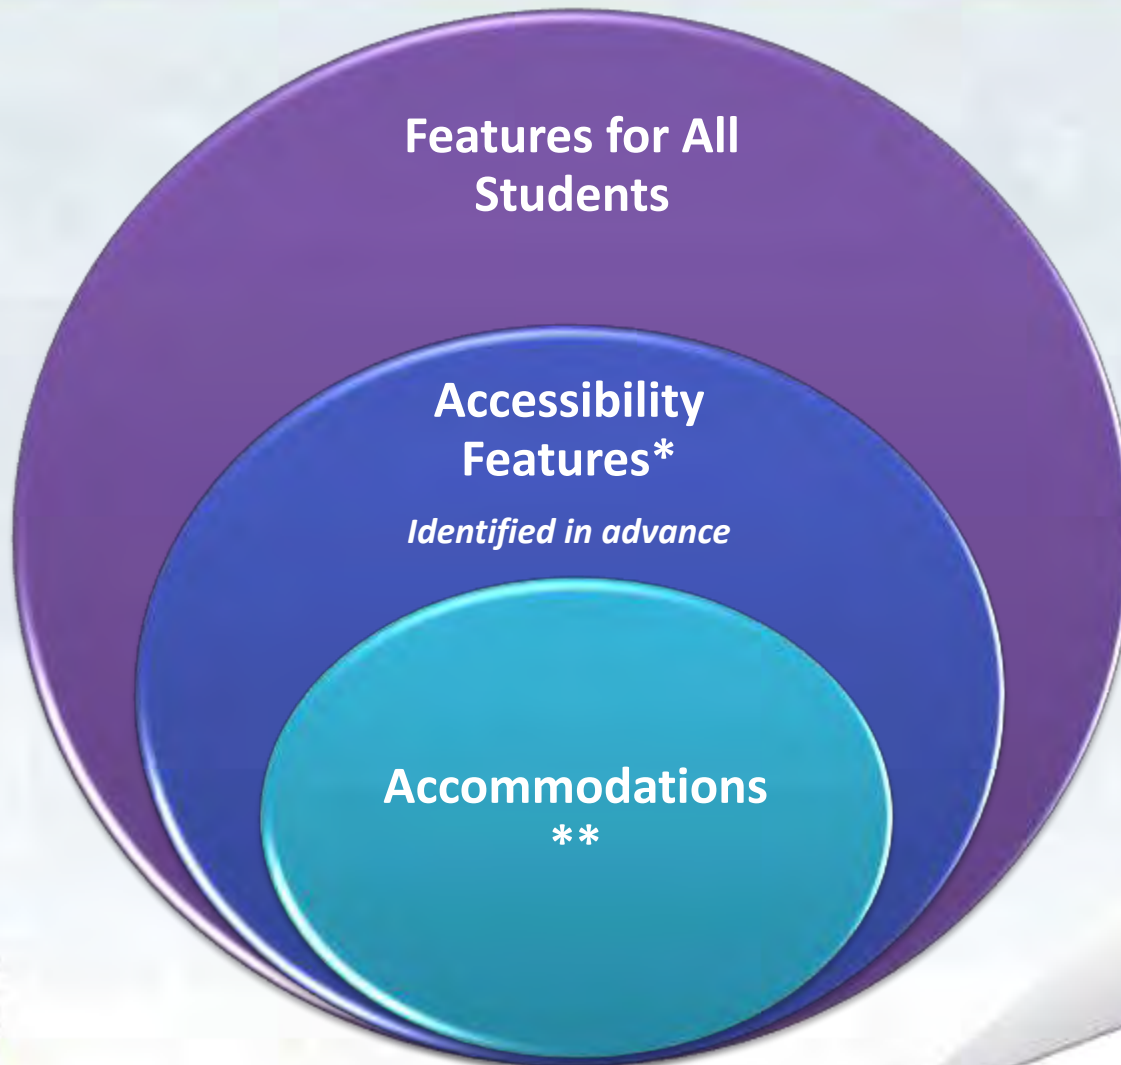 Features for All
Students
Accessibility
Features*
Identified in advance
Accommodations
**